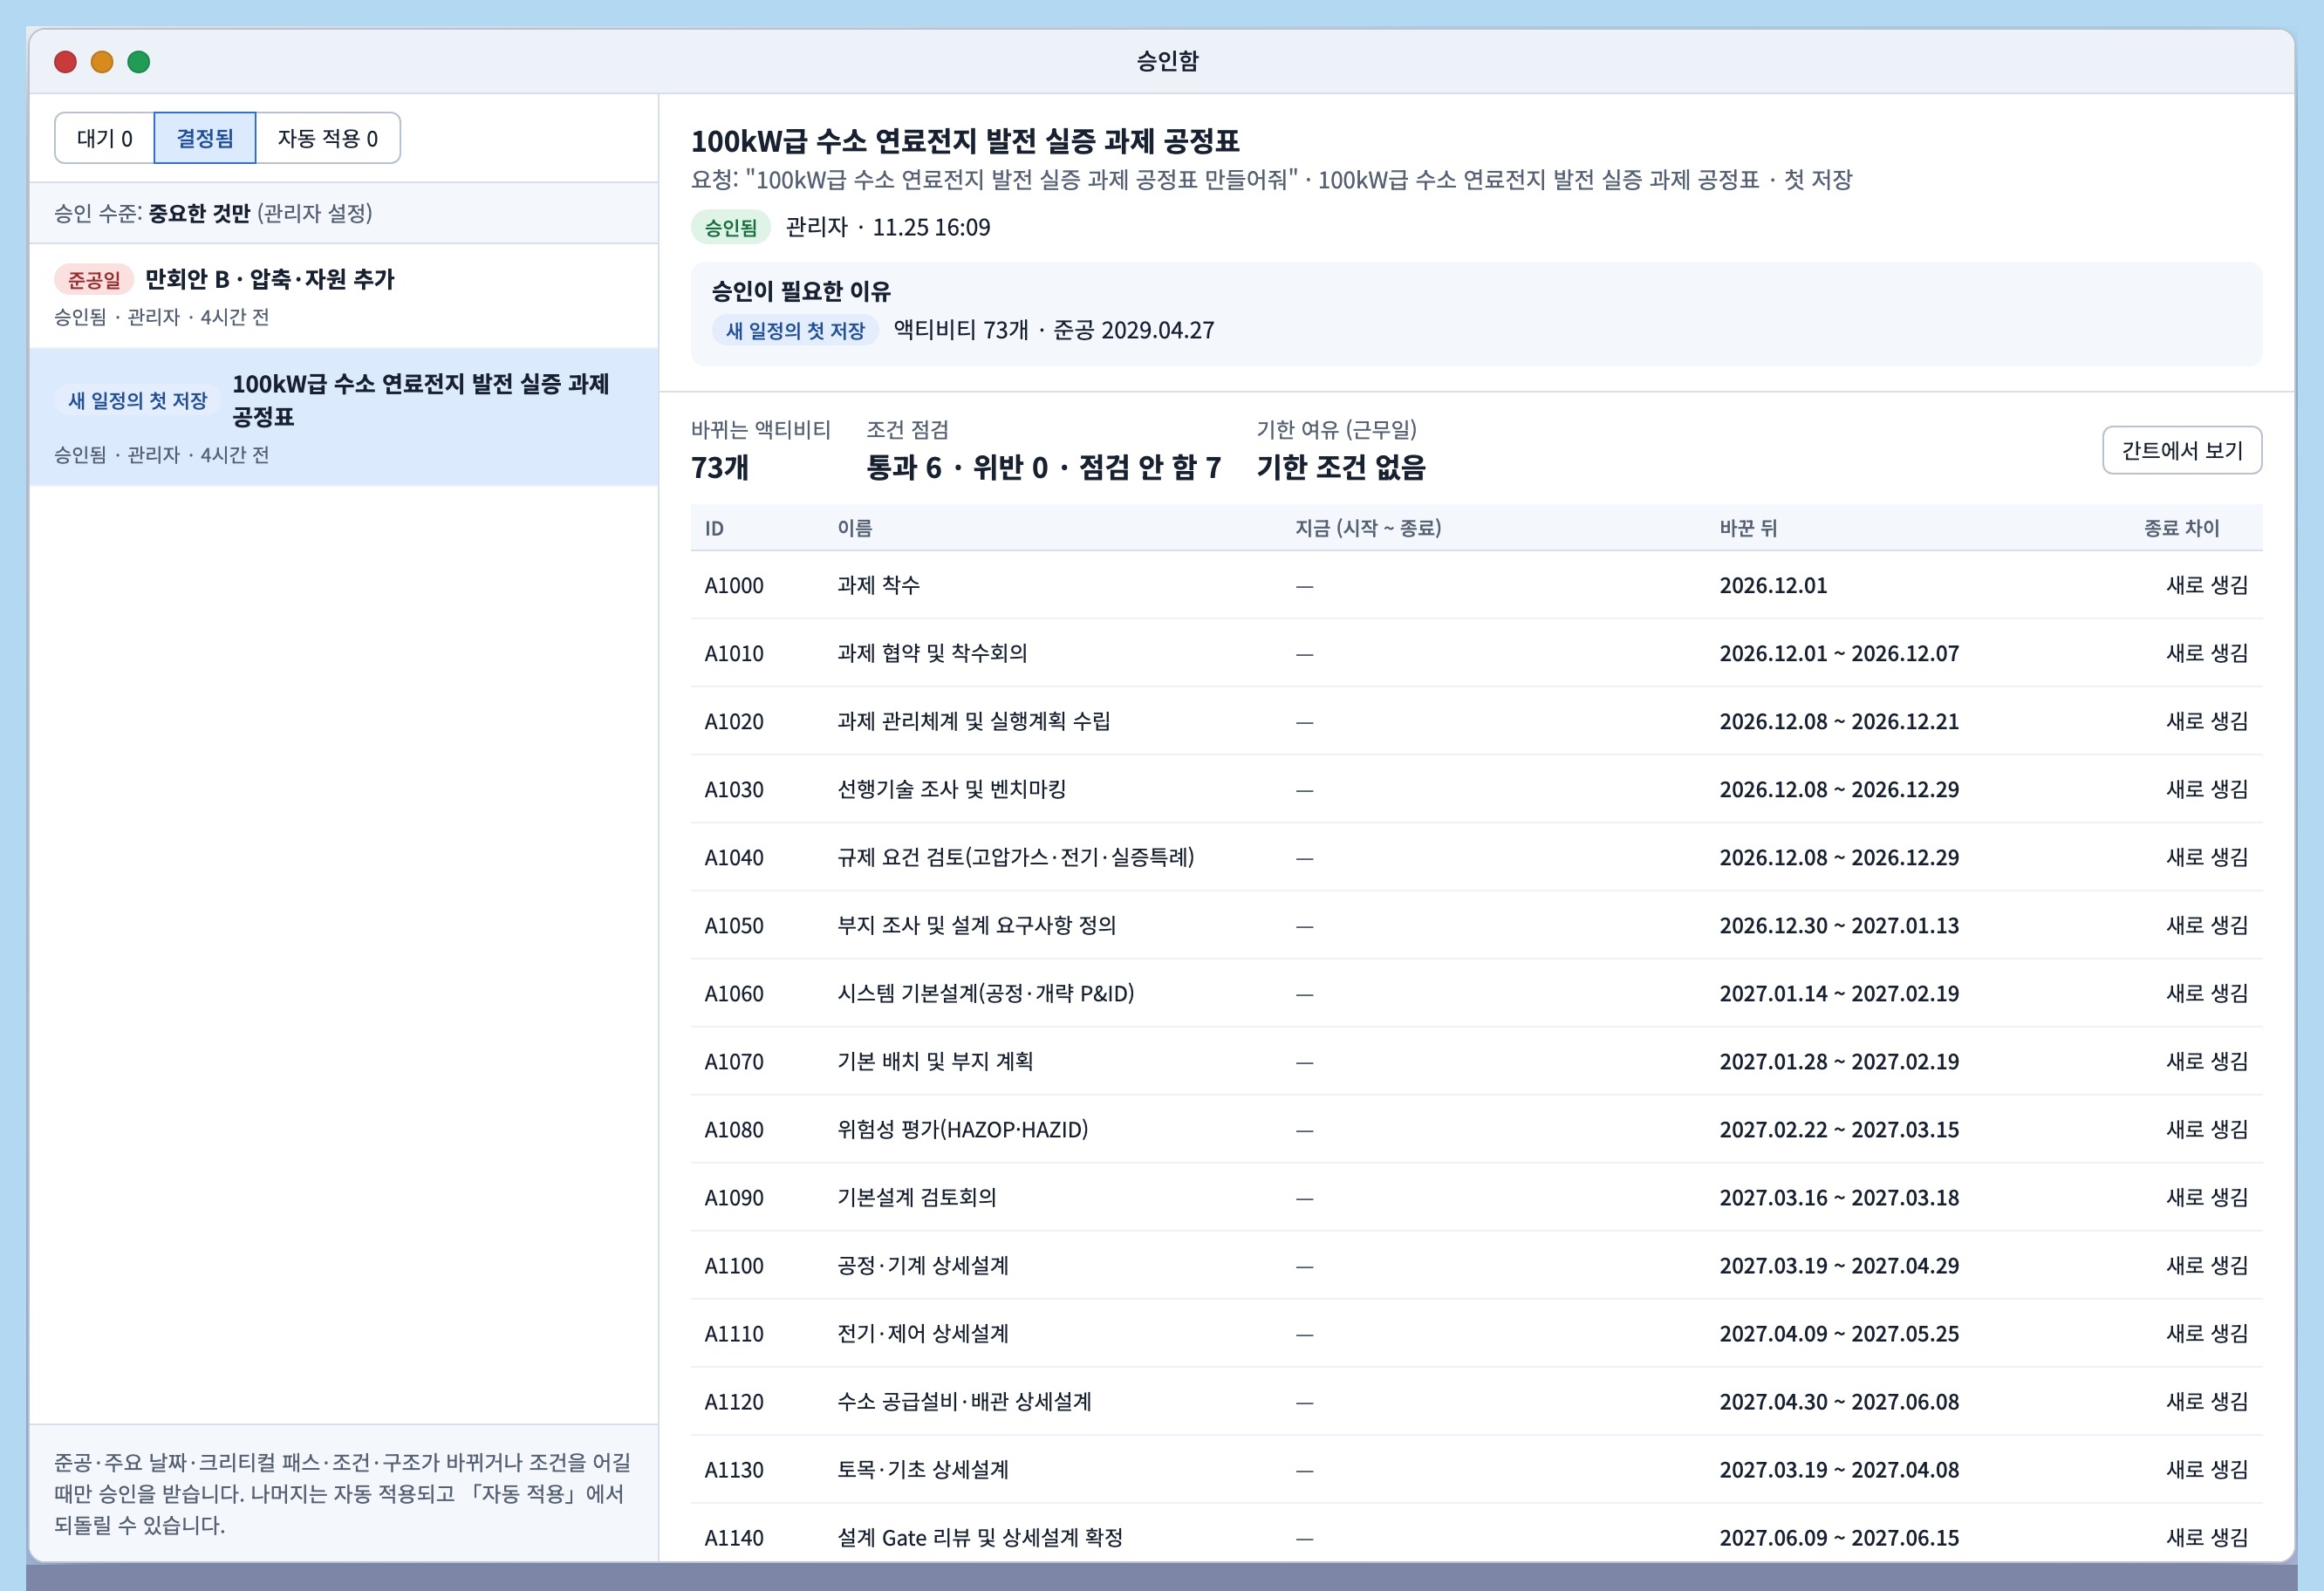 승인함
대기 0 결정됨 자동 적용 0
승인 수준: 중요한 것만 (관리자 설정)
준공일 만회안 B · 압축·자원 추가
승인됨 · 관리자 · 4시간 전
새 일정의 첫 저장 100kW급 수소 연료전지 발전 실증 과제
공정표
승인됨 · 관리자 · 4시간 전
준공·주요 날짜·크리티컬 패스·조건·구조가 바뀌거나 조건을 어길
때만 승인을 받습니다. 나머지는 자동 적용되고 「자동 적용」에서
되돌릴 수 있습니다.
100kW급 수소 연료전지 발전 실증 과제 공정표
요청: "100kW급 수소 연료전지 발전 실증 과제 공정표 만들어줘" · 100kW급 수소 연료전지 발전 실증 과제 공정표 · 첫 저장
승인됨 관리자 · 11.25 16:09
승인이 필요한 이유
새 일정의 첫 저장 액티비티 73개 · 준공 2029.04.27
바뀌는 액티비티 조건 점검 기한 여유 (근무일)
73개 통과 6 · 위반 0 · 점검 안 함 7 기한 조건 없음
간트에서 보기
ID 이름 지금 (시작 ~ 종료) 바꾼 뒤 종료 차이
A1000 과제 착수 — 2026.12.01 새로 생김
A1010 과제 협약 및 착수회의 — 2026.12.01 ~ 2026.12.07 새로 생김
A1020 과제 관리체계 및 실행계획 수립 — 2026.12.08 ~ 2026.12.21 새로 생김
A1030 선행기술 조사 및 벤치마킹 — 2026.12.08 ~ 2026.12.29 새로 생김
A1040 규제 요건 검토(고압가스·전기·실증특례) — 2026.12.08 ~ 2026.12.29 새로 생김
A1050 부지 조사 및 설계 요구사항 정의 — 2026.12.30 ~ 2027.01.13 새로 생김
A1060 시스템 기본설계(공정·개략 P&ID) — 2027.01.14 ~ 2027.02.19 새로 생김
A1070 기본 배치 및 부지 계획 — 2027.01.28 ~ 2027.02.19 새로 생김
A1080 위험성 평가(HAZOP·HAZID) — 2027.02.22 ~ 2027.03.15 새로 생김
A1090 기본설계 검토회의 — 2027.03.16 ~ 2027.03.18 새로 생김
A1100 공정·기계 상세설계 — 2027.03.19 ~ 2027.04.29 새로 생김
A1110 전기·제어 상세설계 — 2027.04.09 ~ 2027.05.25 새로 생김
A1120 수소 공급설비·배관 상세설계 — 2027.04.30 ~ 2027.06.08 새로 생김
A1130 토목·기초 상세설계 — 2027.03.19 ~ 2027.04.08 새로 생김
A1140 설계 Gate 리뷰 및 상세설계 확정 — 2027.06.09 ~ 2027.06.15 새로 생김